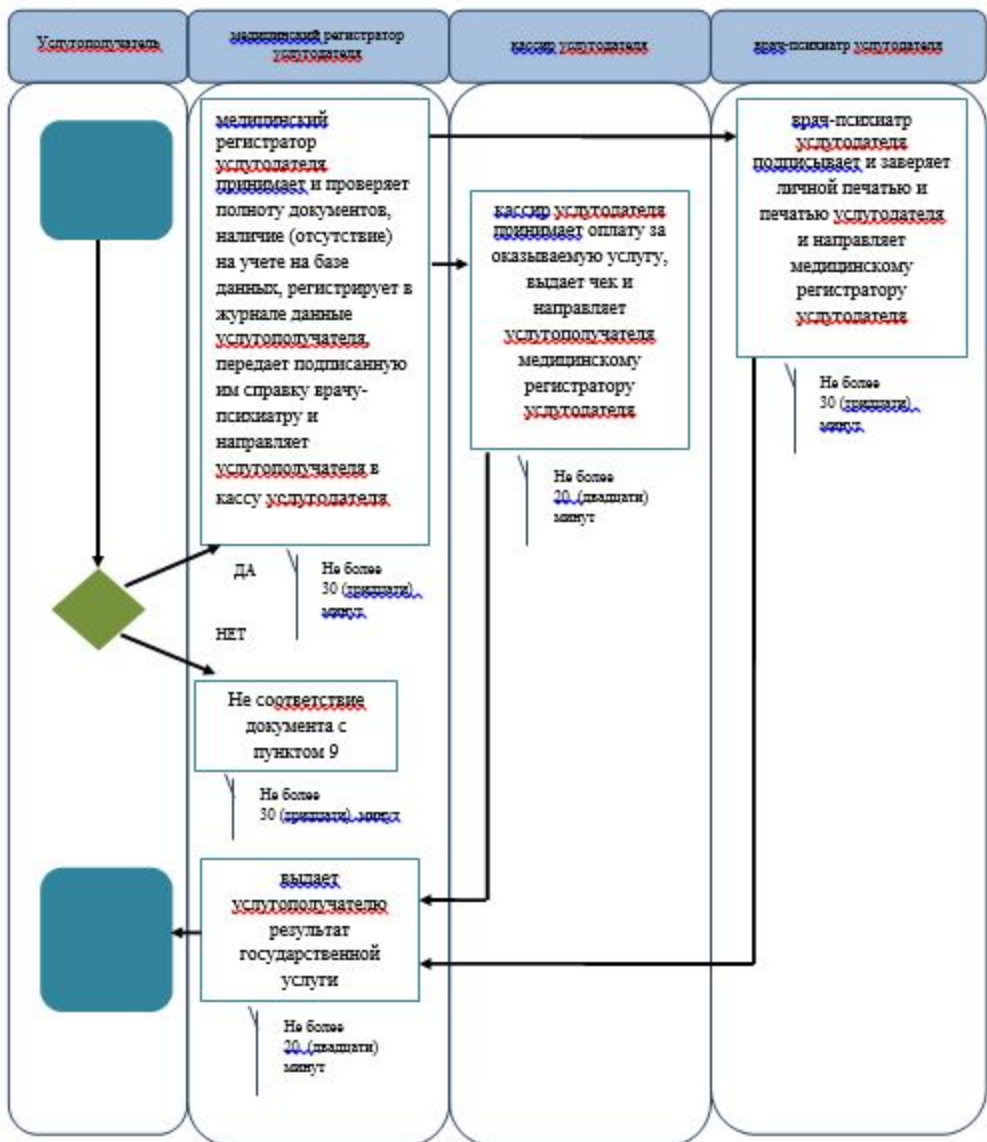 Услугополучатель
медицинский регистратор
услугодателя
кассир услугодателя
врач-психиатр услугодателя
медицинский
регистратор
услугодателя
принимает и проверяет
полноту документов,
наличие (отсутствие)
на учете на базе
данных, регистрирует в
журнале данные
услугополучателя,
передает подписанную
им справку врачу-
психиатру и
направляет
услугополучателя в
кассу услугодателя
ДА
Не более
30 (тридцати)
минут
НЕТ
Не соответствие
документа с
пунктом 9
Не более
30 (тридцати) минут
выдает
услугополучателю
результат
государственной
услуги
Не более
20 (двадцати)
минут
кассир услугодателя
принимает оплату за
оказываемую услугу,
выдает чек и
направляет
услугополучателя
медицинскому
регистратору
услугодателя
Не более
20 (двадцати)
минут
врач-психиатр
услугодателя
подписывает и заверяет
личной печатью и
печатью услугодателя
и направляет
медицинскому
регистратору
услугодателя
Не более
30 (тридцати)
минут